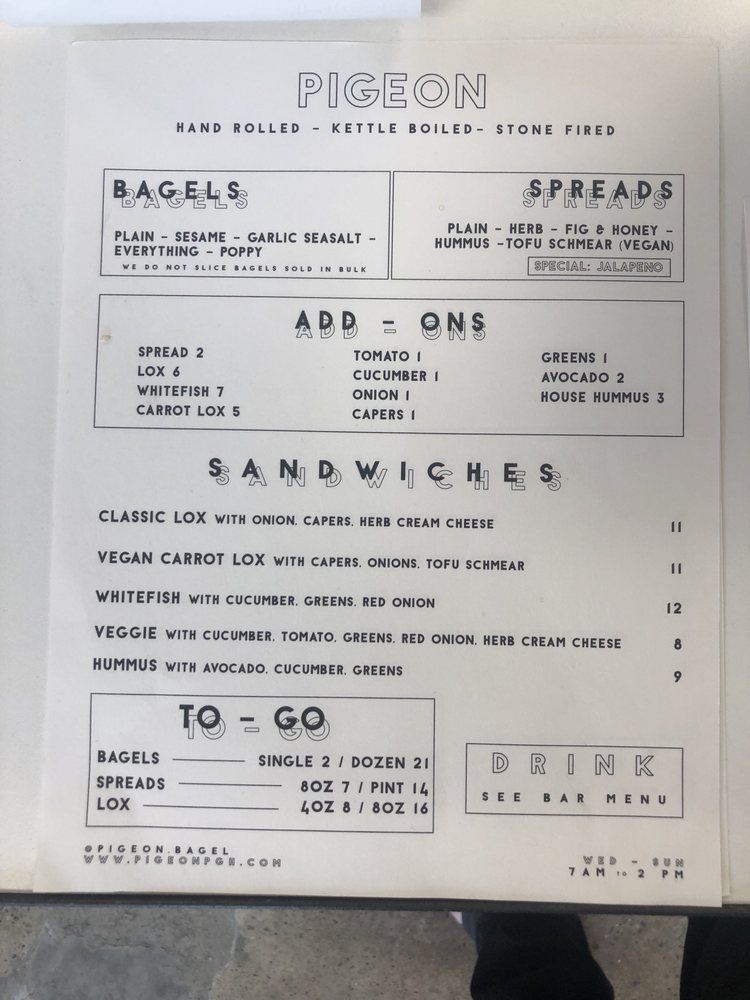 PIGEON
HAND ROLLED - KETTLE BOILED- STONE FIRED
BAGELS
PLAIN - SESAME - GARLIC SEASALT -
EVERYTHING - POPPY
WE DO NOT SLICE BAGELS SOLD IN BULK
SPREADS
PLAIN - HERB - FIG & HONEY -
HUMMUS -TOFU SCHMEAR (VEGAN)
SPECIAL: JALAPENO
ADD - ONS
SPREAD 2
LOX 6
WHITEFISH 7
CARROT LOX 5
TOMATO 1
CUCUMBER 1
ONION 1
CAPERS 1
GREENS 1
AVOCADO 2
HOUSE HUMMUS 3
SANDWICHES
CLASSIC LOX WITH ONION, CAPERS, HERB CREAM CHEESE 11
VEGAN CARROT LOX WITH CAPERS, ONIONS, TOFU SCHMEAR 11
WHITEFISH WITH CUCUMBER, GREENS, RED ONION 12
VEGGIE WITH CUCUMBER, TOMATO, GREENS, RED ONION, HERB CREAM CHEESE 8
HUMMUS WITH AVOCADO, CUCUMBER, GREENS 9
TO - GO
BAGELS SINGLE 2 / DOZEN 21
SPREADS 8OZ 7 / PINT 14
LOX 4OZ 8 / 8OZ 16
DRINK
SEE BAR MENU
@PIGEON.BAGEL
WWW.PIGEONPGH.COM
WED - SUN
7 AM TO 2 PM